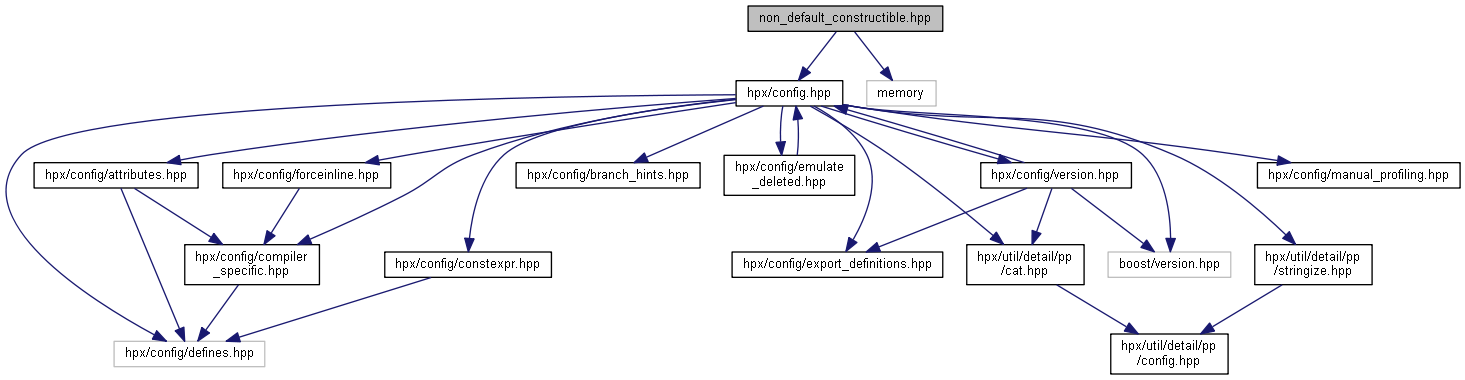 non_default_constructible.hpp
hpx/config.hpp
memory
hpx/config/attributes.hpp
hpx/config/forceinline.hpp
hpx/config/branch_hints.hpp
hpx/config/emulate
_deleted.hpp
hpx/config/version.hpp
hpx/config/manual_profiling.hpp
hpx/config/compiler
_specific.hpp
hpx/config/constexpr.hpp
hpx/config/export_definitions.hpp
hpx/util/detail/pp
/cat.hpp
boost/version.hpp
hpx/util/detail/pp
/stringize.hpp
hpx/config/defines.hpp
hpx/util/detail/pp
/config.hpp